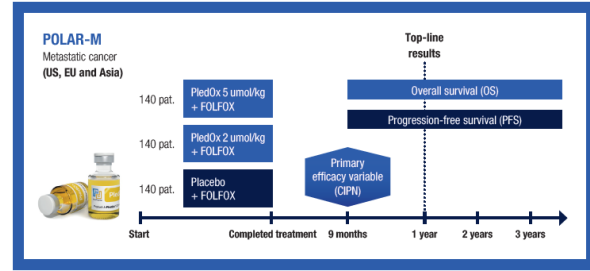 POLAR-M
Metastatic cancer
(US, EU and Asia)
Top-line
results
140 pat.
PledOx 5 umol/kg
+ FOLFOX
Overall survival (OS)
Progression-free survival (PFS)
140 pat.
PledOx 2 umol/kg
+ FOLFOX
140 pat.
Placebo
+ FOLFOX
Primary
efficacy variable
(CIPN)
Start
Completed treatment
9 months
1 year
2 years
3 years